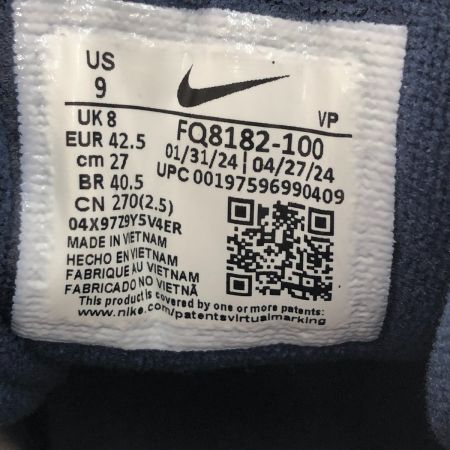 US
9
VP
UK 8
EUR 42.5
cm 27
BR 40.5
CN 270(2.5)
FQ8182-100
01/31/24 | 04/27/24
UPC 00197596990409
04X97Z9Y5V4ER
MADE IN VIETNAM
HECHO EN VIETNAM
FABRIQUE AU VIETNAM
FABRICADO NO VIETNÃ
This product is covered by one or more patents:
www.nike.com/patentsvirtualmarking